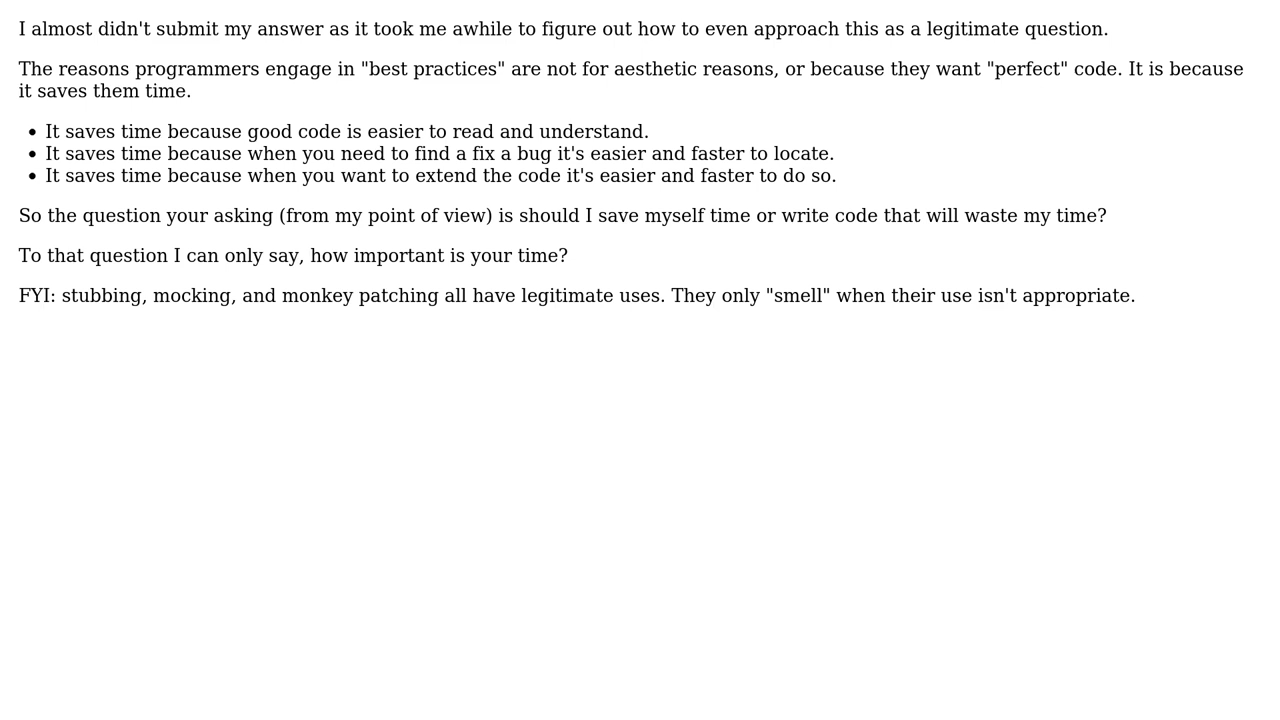 I almost didn't submit my answer as it took me awhile to figure out how to even approach this as a legitimate question.
The reasons programmers engage in "best practices" are not for aesthetic reasons, or because they want "perfect" code. It is because
it saves them time.
• It saves time because good code is easier to read and understand.
• It saves time because when you need to find a fix a bug it's easier and faster to locate.
• It saves time because when you want to extend the code it's easier and faster to do so.
So the question your asking (from my point of view) is should I save myself time or write code that will waste my time?
To that question I can only say, how important is your time?
FYI: stubbing, mocking, and monkey patching all have legitimate uses. They only "smell" when their use isn't appropriate.